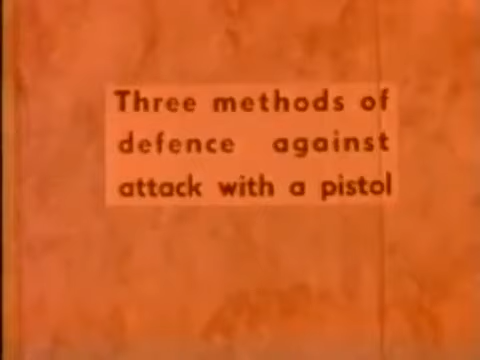 Three methods of
defence against
attack with a pistol